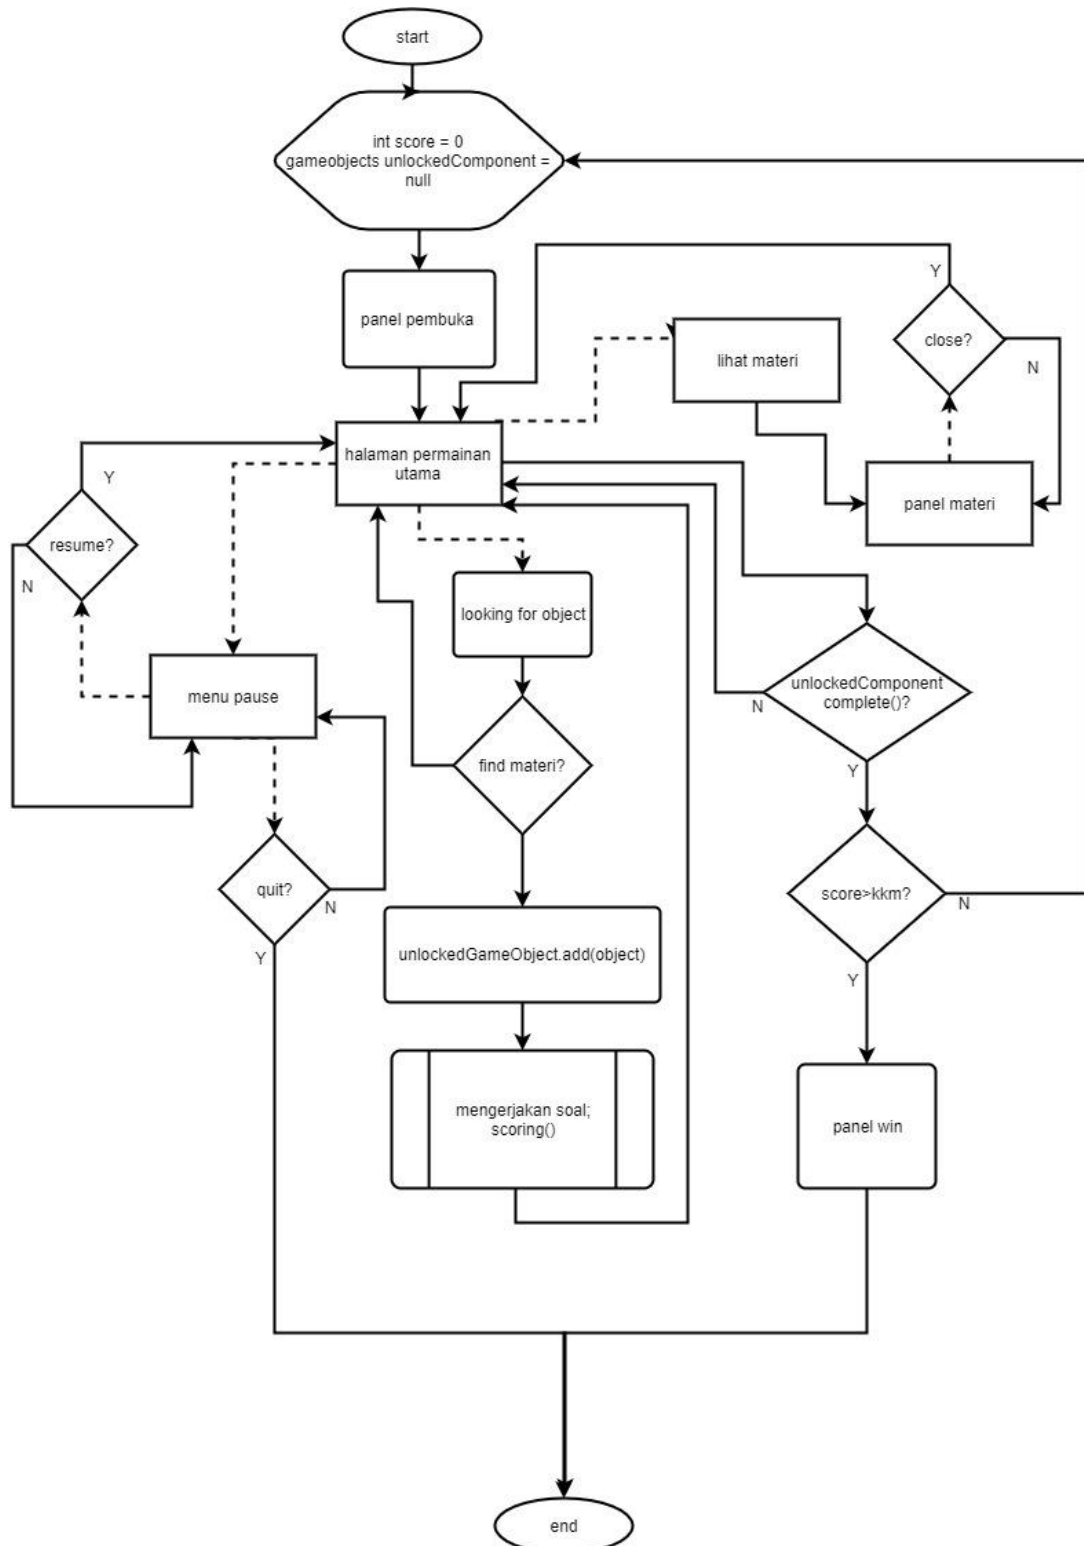 start
int score = 0
gameobjects unlockedComponent =
null
panel pembuka
lihat materi
close?
Y
N
halaman permainan
utama
panel materi
Y
resume?
N
looking for object
unlockedComponent
complete()?
N
Y
menu pause
find materi?
quit?
N
Y
score>kkm?
N
Y
unlockedGameObject.add(object)
mengerjakan soal;
scoring()
panel win
end